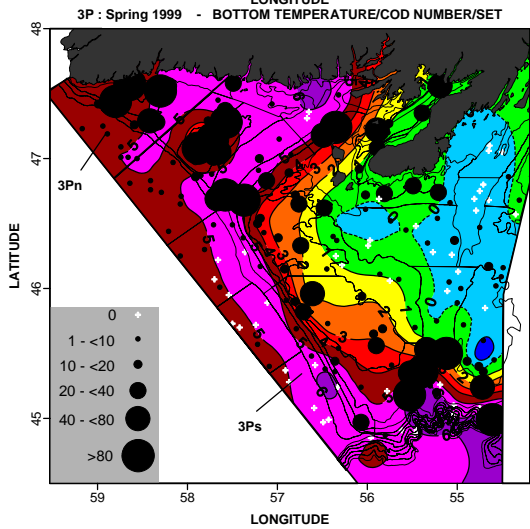 LONGITUDE
3P : Spring 1999 - BOTTOM TEMPERATURE/COD NUMBER/SET
48
47
46
45
LATITUDE
3Pn
3Ps
0
1 - <10
10 - <20
20 - <40
40 - <80
>80
59
58
57
56
55
LONGITUDE